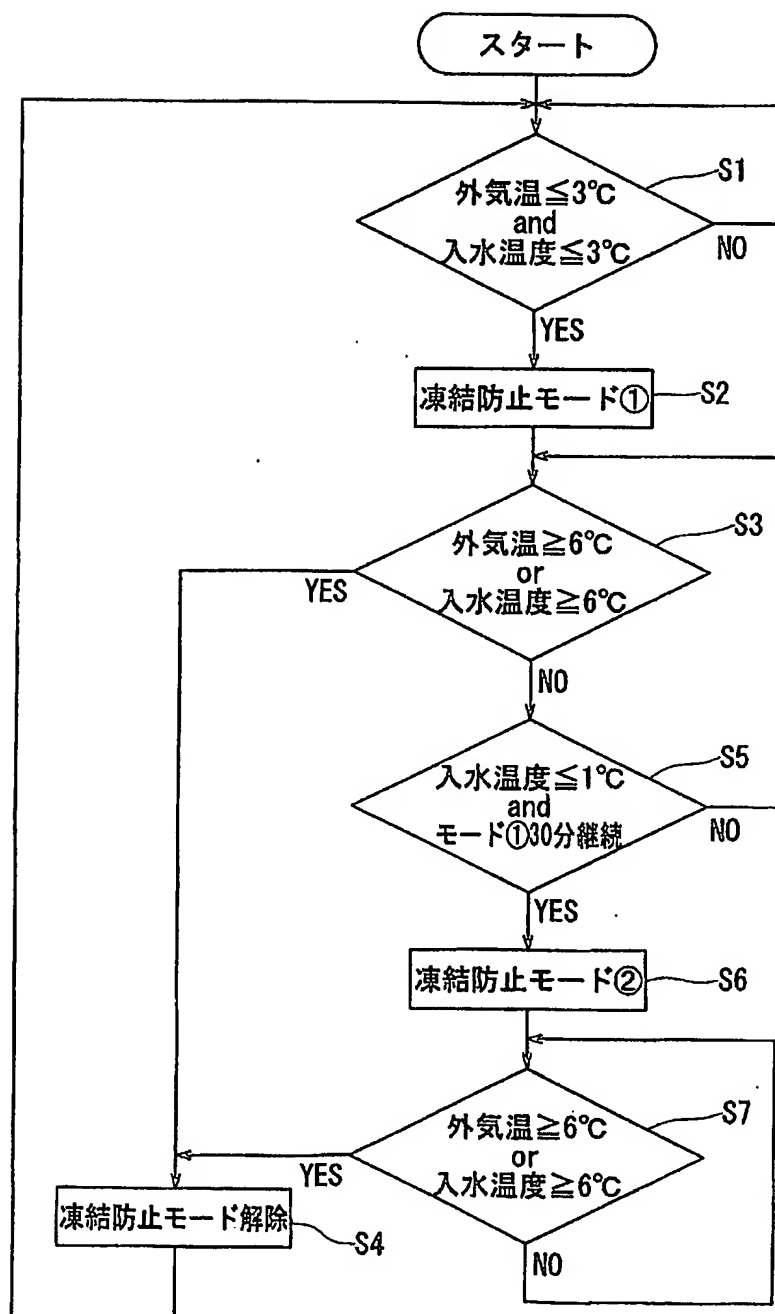 スタート
外気温≦3℃
and
入水温度≦3℃
S1
NO
YES
凍結防止モード①
S2
外気温≧6℃
or
入水温度≧6℃
S3
YES
NO
入水温度≦1℃
and
モード①30分継続
S5
NO
YES
凍結防止モード②
S6
外気温≧6℃
or
入水温度≧6℃
S7
YES
NO
凍結防止モード解除
S4